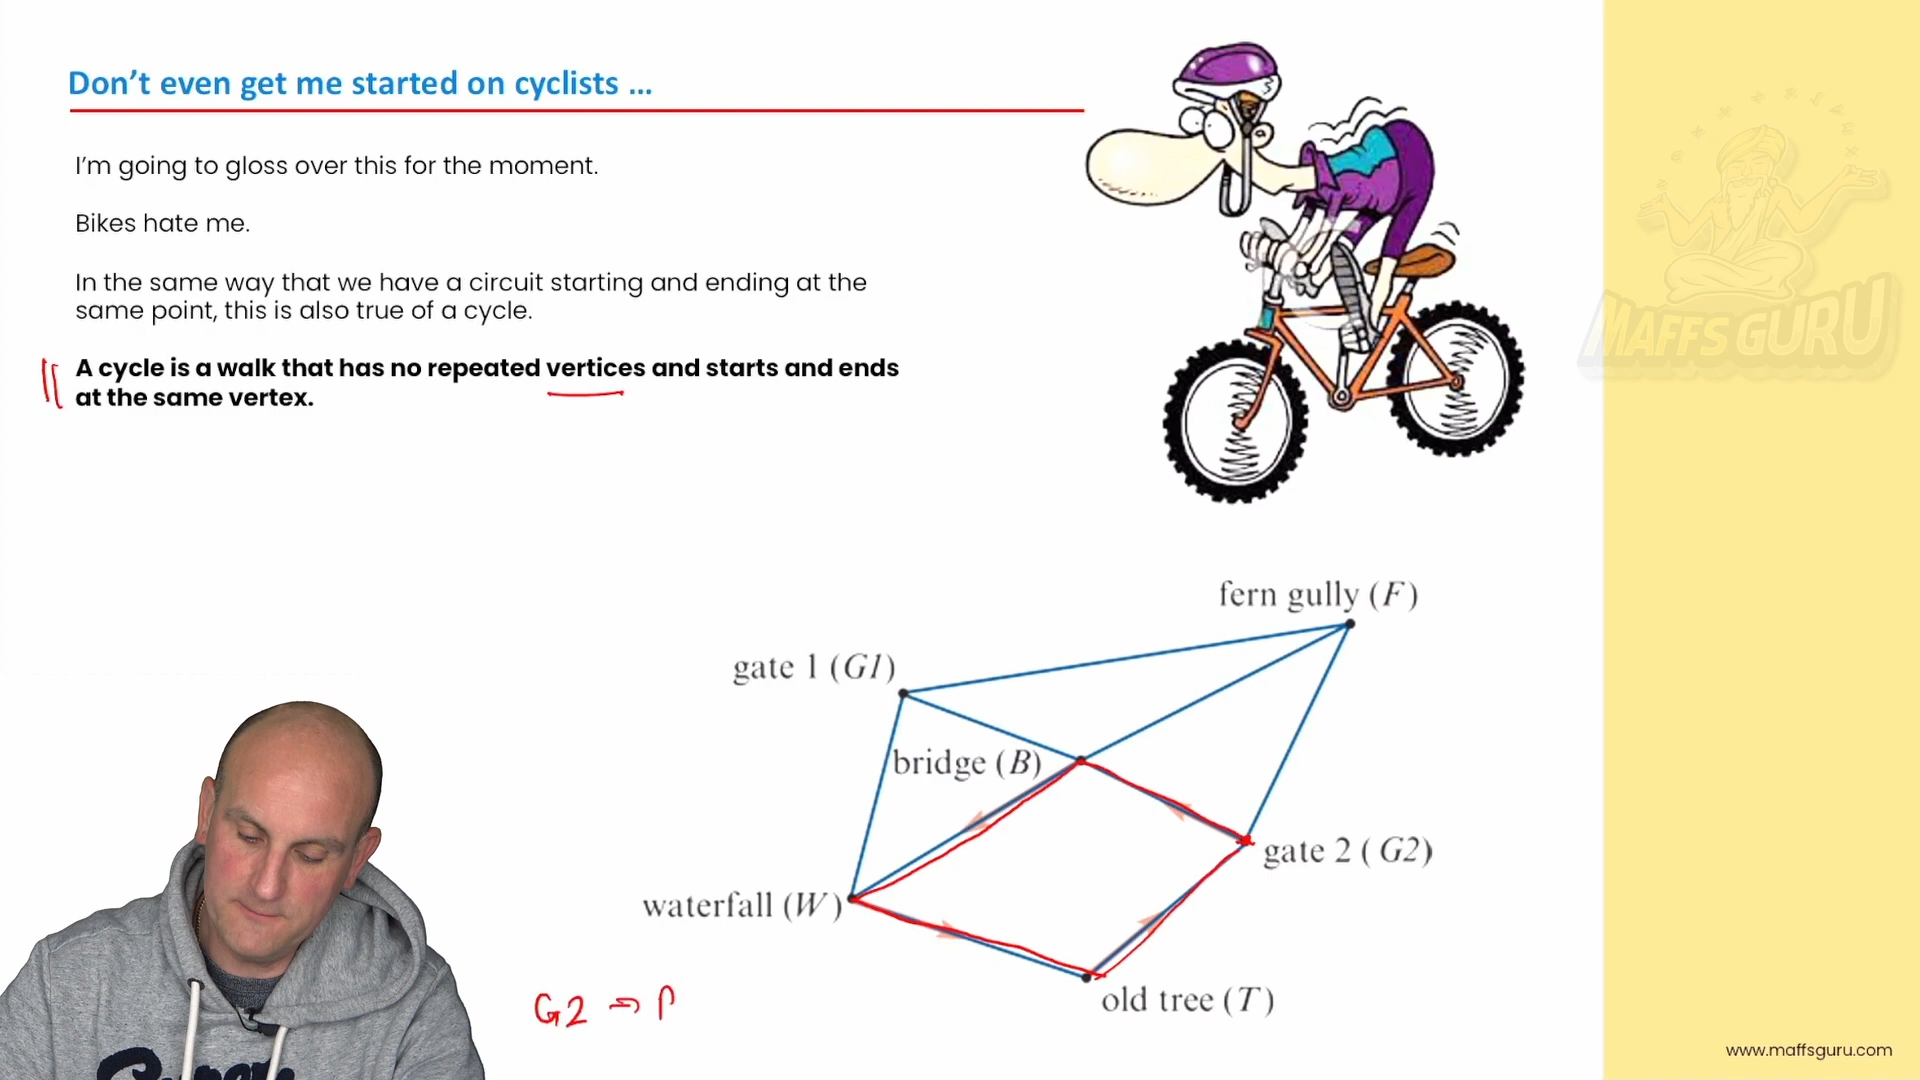 Don’t even get me started on cyclists ...
I’m going to gloss over this for the moment.
Bikes hate me.
In the same way that we have a circuit starting and ending at the
same point, this is also true of a cycle.
A cycle is a walk that has no repeated vertices and starts and ends
at the same vertex.
MAFFS GURU
fern gully (F)
gate 1 (G1)
bridge (B)
gate 2 ( G2)
waterfall (W)
old tree (T)
G2 ⇒
www.maffsguru.com